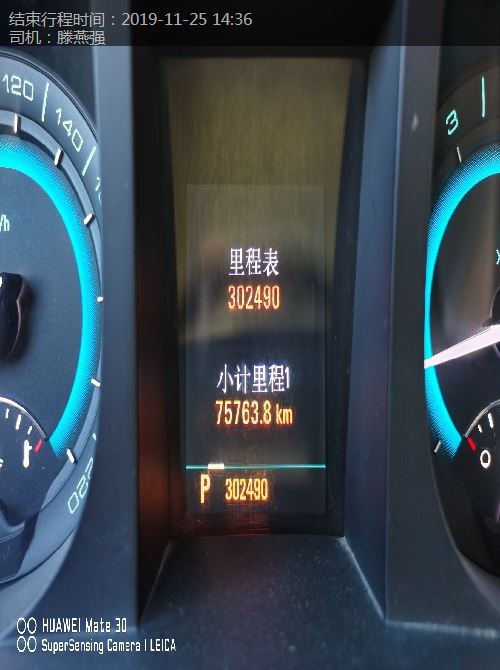 结束行程时间：2019-11-25 14:36
司机：滕燕强
120
140
3
里程表
302490
小计里程1
75763.8 km
P 302490
0
HUAWEI Mate 30
SuperSensing Camera | LEICA